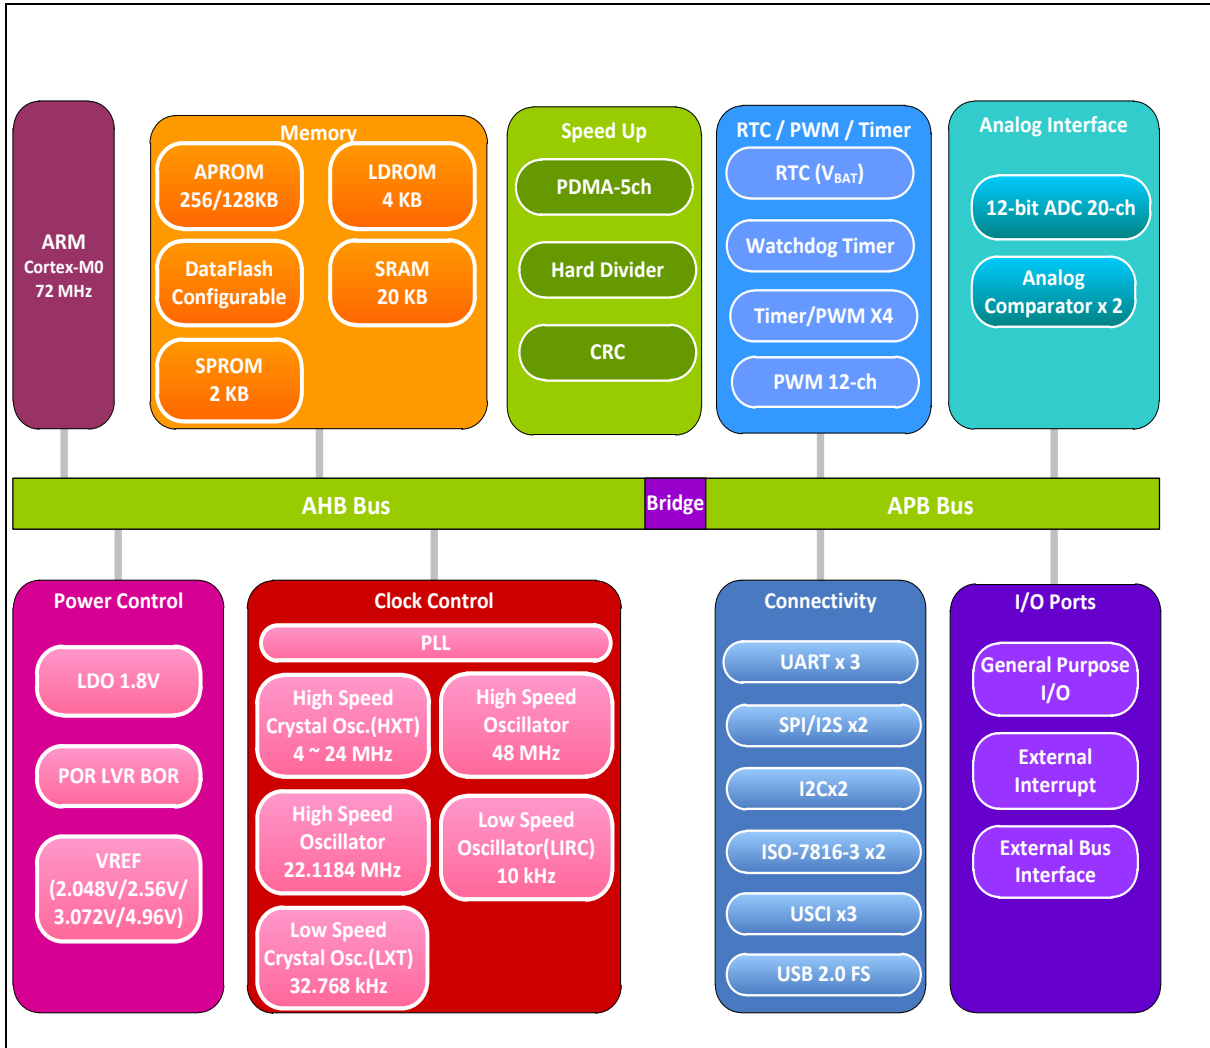 ARM
Cortex-M0
72 MHz
Memory
APROM
256/128KB
LDROM
4 KB
DataFlash
Configurable
SRAM
20 KB
SPROM
2 KB
Speed Up
PDMA-5ch
Hard Divider
CRC
RTC / PWM / Timer
RTC (VBAT)
Watchdog Timer
Timer/PWM X4
PWM 12-ch
Analog Interface
12-bit ADC 20-ch
Analog
Comparator x 2
AHB Bus
Bridge
APB Bus
Power Control
LDO 1.8V
POR LVR BOR
VREF
(2.048V/2.56V/
3.072V/4.96V)
Clock Control
PLL
High Speed
Crystal Osc.(HXT)
4 ~ 24 MHz
High Speed
Oscillator
48 MHz
High Speed
Oscillator
22.1184 MHz
Low Speed
Oscillator(LIRC)
10 kHz
Low Speed
Crystal Osc.(LXT)
32.768 kHz
Connectivity
UART x 3
SPI/I2S x2
I2Cx2
ISO-7816-3 x2
USCI x3
USB 2.0 FS
I/O Ports
General Purpose
I/O
External
Interrupt
External Bus
Interface